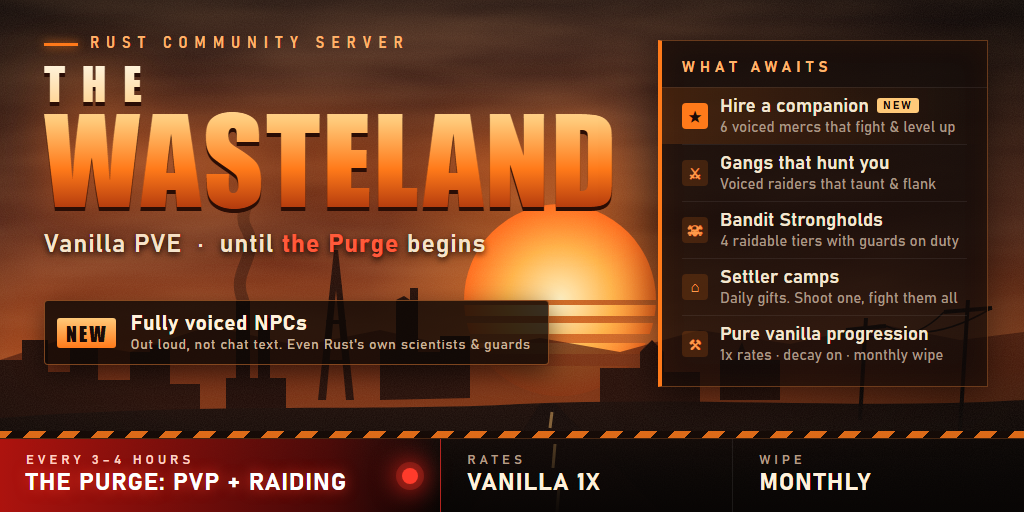 RUST COMMUNITY SERVER
THE
WASTELAND
Vanilla PVE · until the Purge begins
NEW
Fully voiced NPCs
Out loud, not chat text. Even Rust's own scientists & guards
WHAT AWAITS
Hire a companion NEW
6 voiced mercs that fight & level up
Gangs that hunt you
Voiced raiders that taunt & flank
Bandit Strongholds
4 raidable tiers with guards on duty
Settler camps
Daily gifts. Shoot one, fight them all
Pure vanilla progression
1x rates · decay on · monthly wipe
EVERY 3–4 HOURS
THE PURGE: PVP + RAIDING
RATES
VANILLA 1X
WIPE
MONTHLY